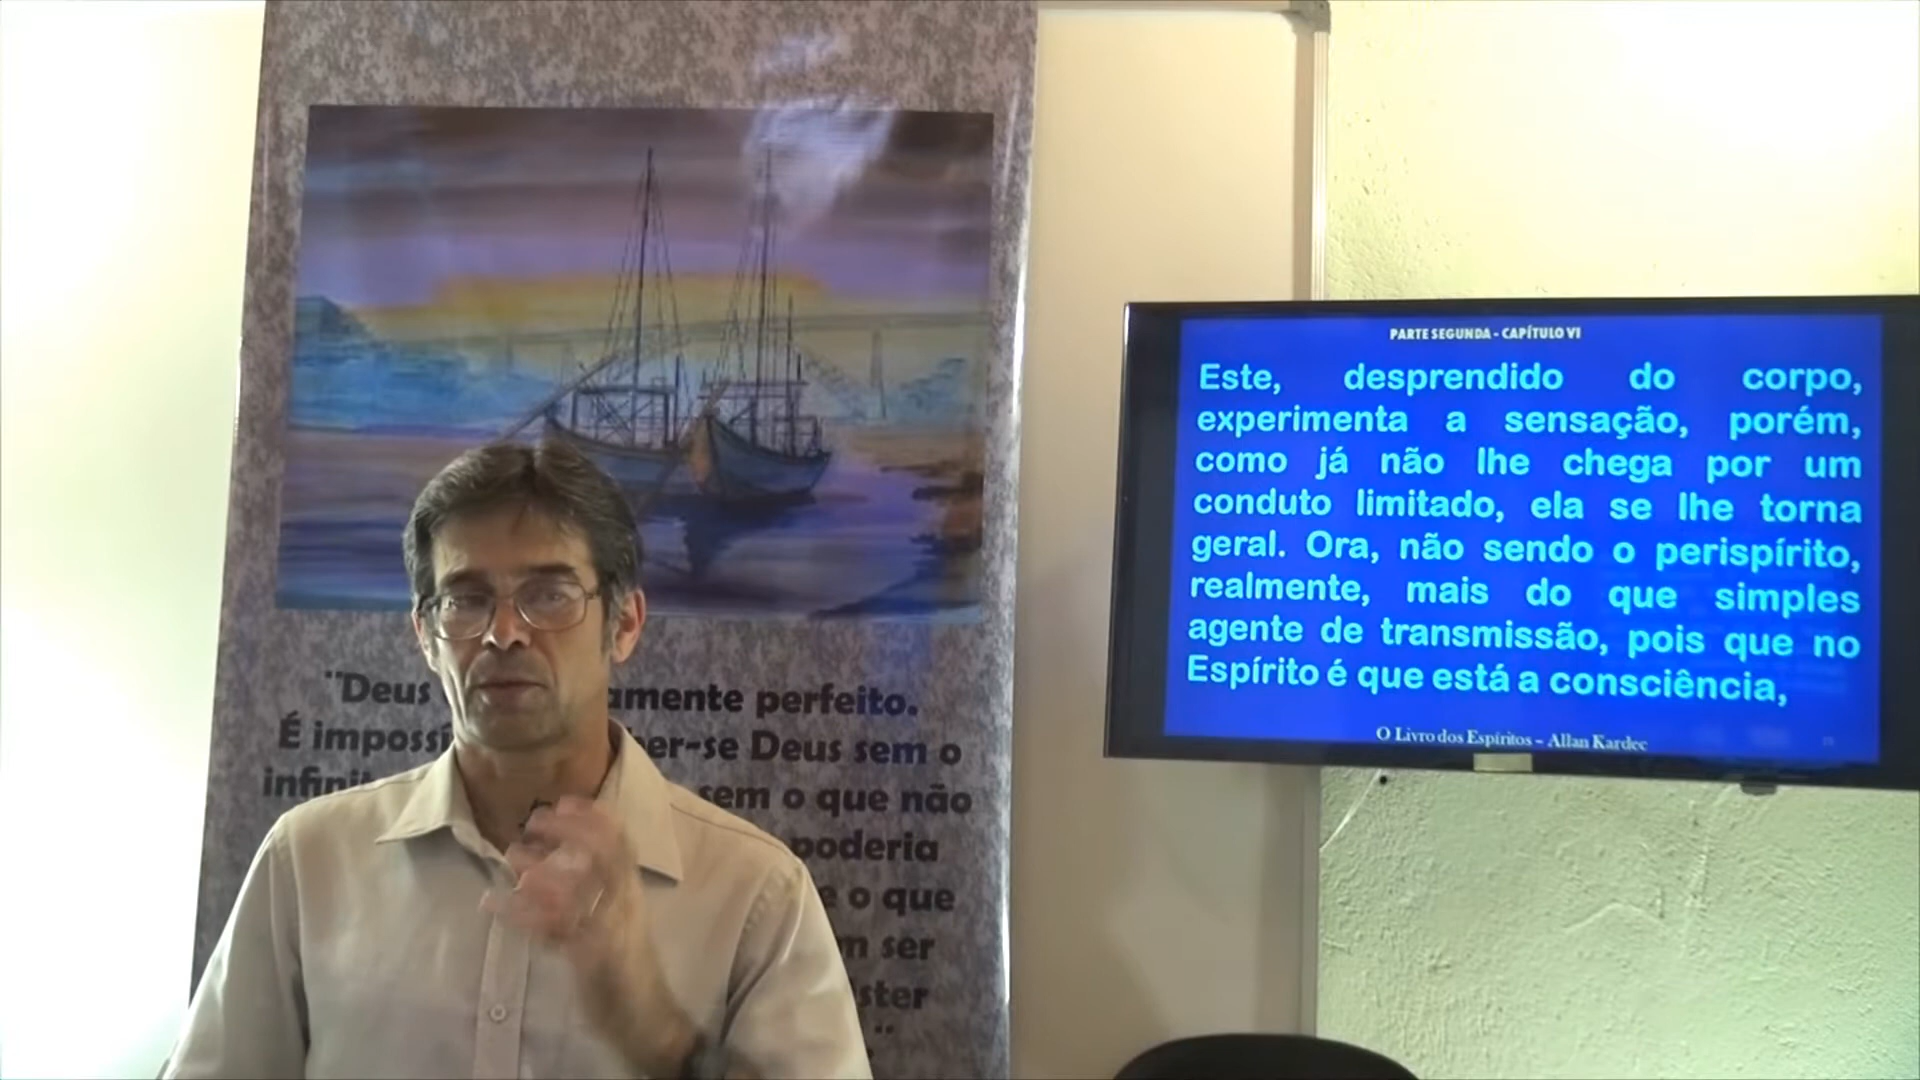 ¨Deus amente perfeito.
É impossí ber-se Deus sem o
infinit sem o que não
poderia
e o que
m ser
ister
¨
PARTE SEGUNDA - CAPÍTULO VI
Este, desprendido do corpo,
experimenta a sensação, porém,
como já não lhe chega por um
conduto limitado, ela se lhe torna
geral. Ora, não sendo o perispírito,
realmente, mais do que simples
agente de transmissão, pois que no
Espírito é que está a consciência,
O Livro dos Espíritos – Allan Kardec